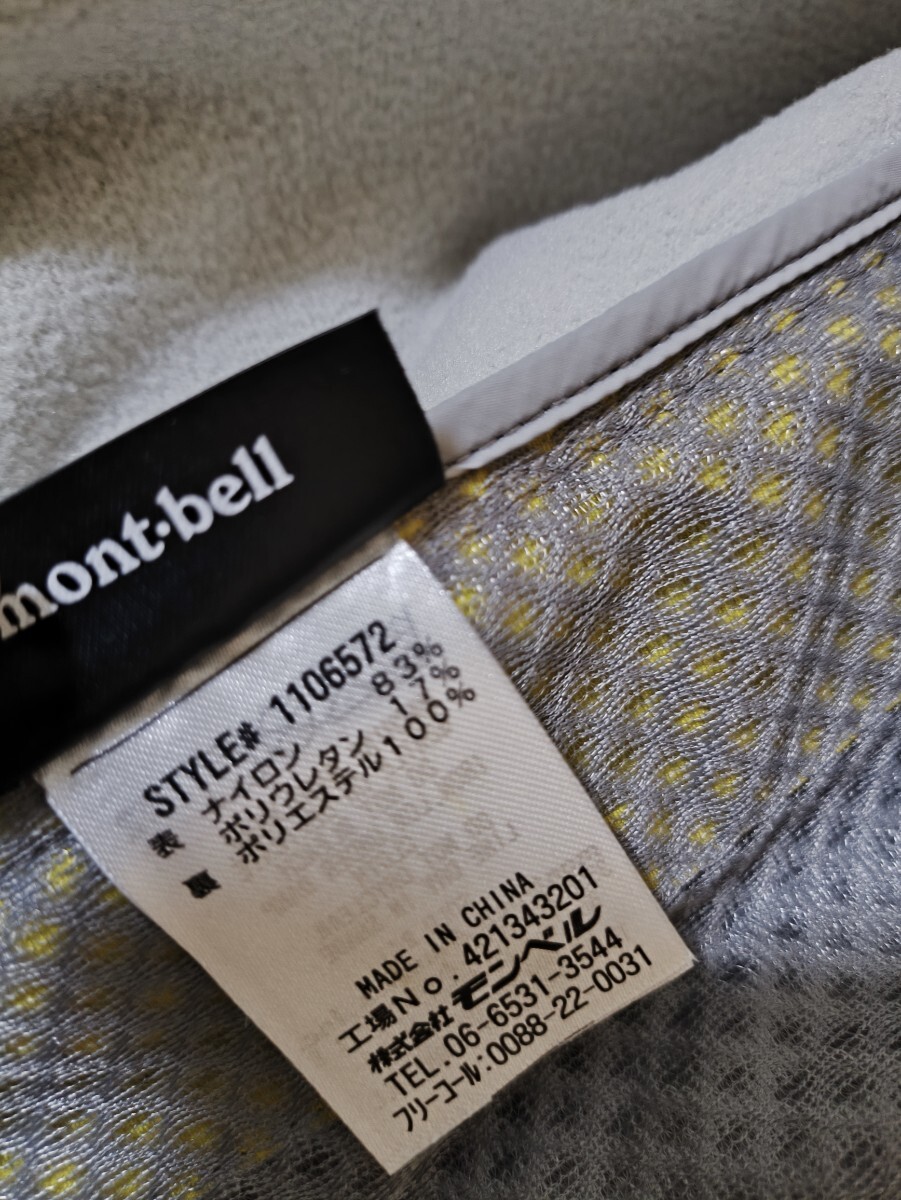 mont·bell
STYLE# 1106572
表 ナイロン 83%
ポリウレタン 17%
裏 ポリエステル100%
MADE IN CHINA
工場No.421343201
株式会社 モンベル
TEL:06-6531-3544
フリーコール:0088-22-0031